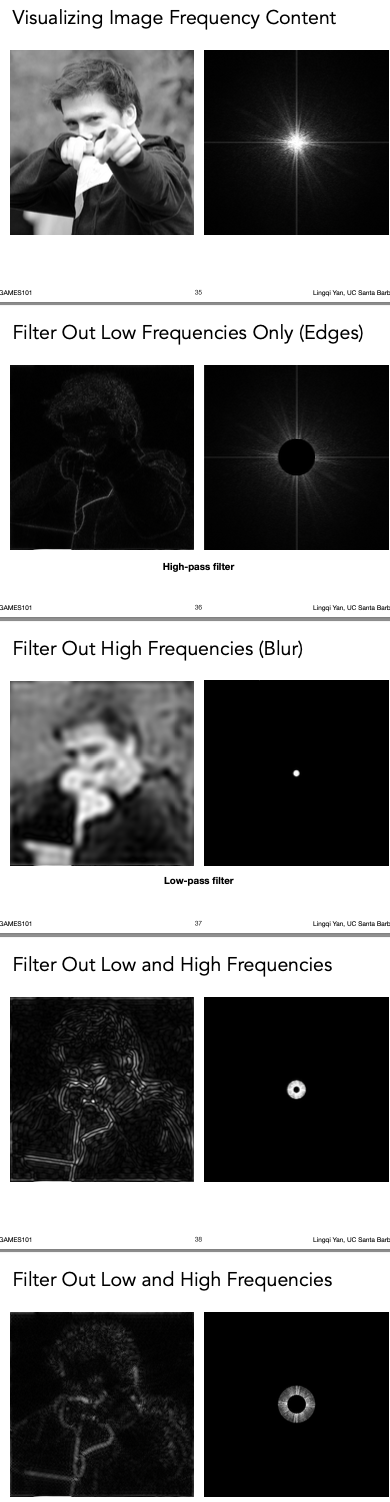 Visualizing Image Frequency Content
GAMES101
35
Lingqi Yan, UC Santa Barb
Filter Out Low Frequencies Only (Edges)
High-pass filter
GAMES101
36
Lingqi Yan, UC Santa Barb
Filter Out High Frequencies (Blur)
Low-pass filter
GAMES101
37
Lingqi Yan, UC Santa Barb
Filter Out Low and High Frequencies
GAMES101
38
Lingqi Yan, UC Santa Barb
Filter Out Low and High Frequencies